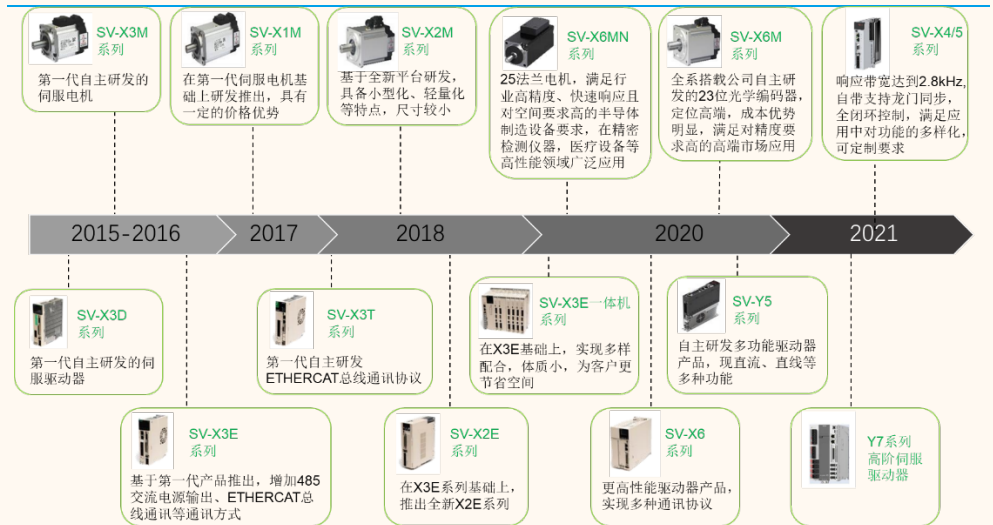 SV-X3M
系列
第一代自主研发的
伺服电机
SV-X1M
系列
在第一代伺服电机基
础上研发推出，具有
一定的价格优势
SV-X2M
系列
基于全新平台研发，
具备小型化、轻量化
等特点，尺寸较小
SV-X6MN
系列
25法兰电机，满足行
业高精度、快速响应且
对空间要求高的半导体
制造设备要求，在精密
检测仪器，医疗设备等
高性能领域广泛应用
SV-X6M
系列
全系搭载公司自主研
发的23位光学编码器，
定位高端，成本优势
明显，满足对精度要
求高的高端市场应用
SV-X4/5
系列
响应带宽达到2.8kHz,
自带支持龙门同步，
全闭环控制，满足应
用中对功能的多样化，
可定制要求
2015-2016
2017
2018
2020
2021
SV-X3D
系列
第一代自主研发的伺
服驱动器
SV-X3T
系列
第一代自主研发
ETHERCAT总线通讯协议
SV-X3E一体机
系列
在X3E基础上，实现多样
配合，体质小，为客户更
节省空间
SV-Y5
系列
自主研发多功能驱动器
产品，现直流、直线等
多种功能
SV-X3E
系列
基于第一代产品推出，增加485
交流电源输出、ETHERCAT总
线通讯等通讯方式
SV-X2E
系列
在X3E系列基础上，
推出全新X2E系列
SV-X6
系列
更高性能驱动器产品，
实现多种通讯协议
Y7系列
高阶伺服
驱动器